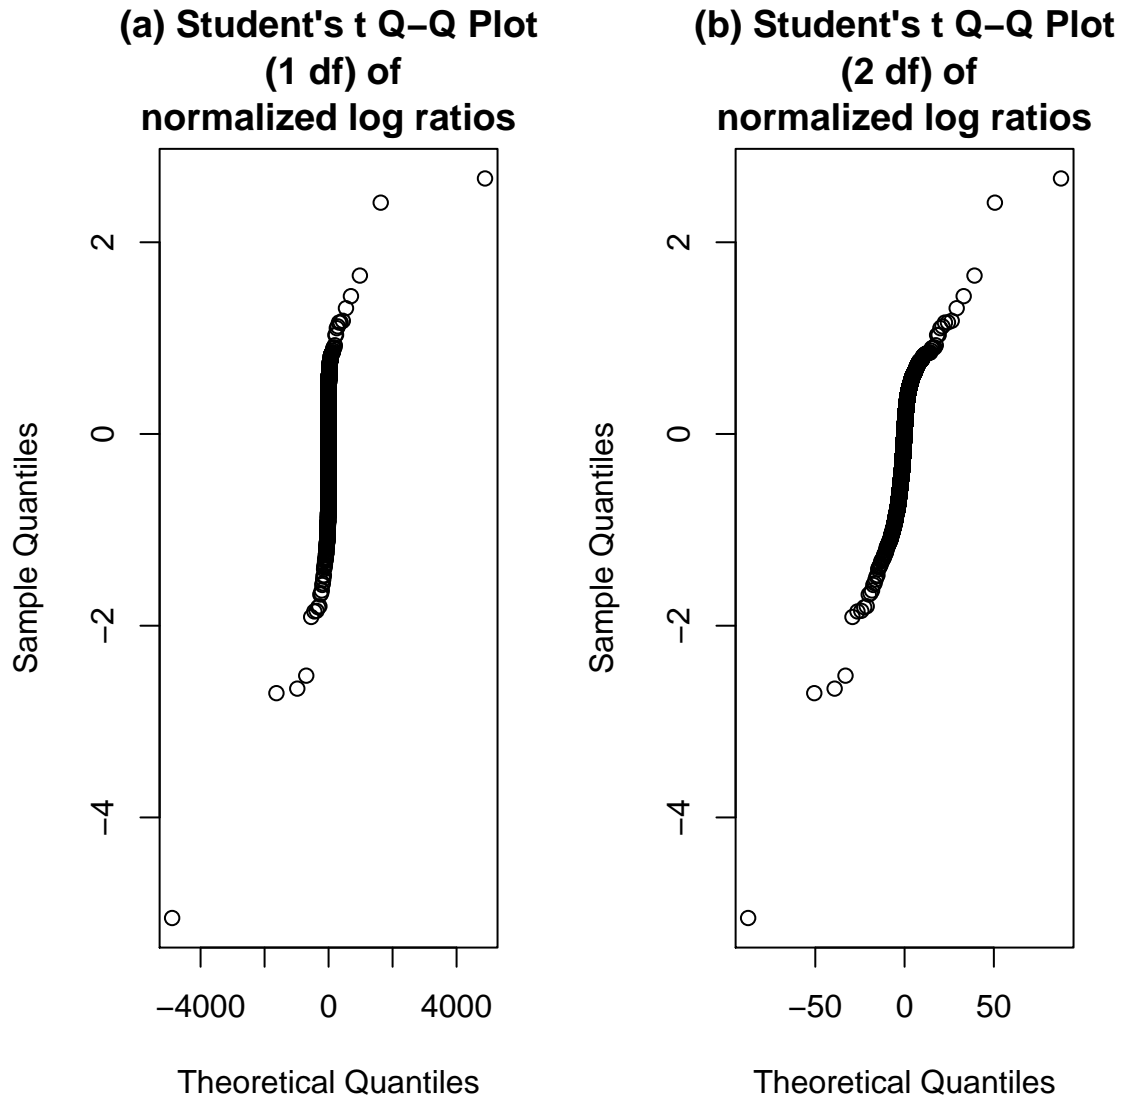 (a) Student's t Q−Q Plot
(1 df) of
normalized log ratios
Sample Quantiles
2
0
−2
−4
−4000 0 4000
Theoretical Quantiles
(b) Student's t Q−Q Plot
(2 df) of
normalized log ratios
Sample Quantiles
2
0
−2
−4
−50 0 50
Theoretical Quantiles